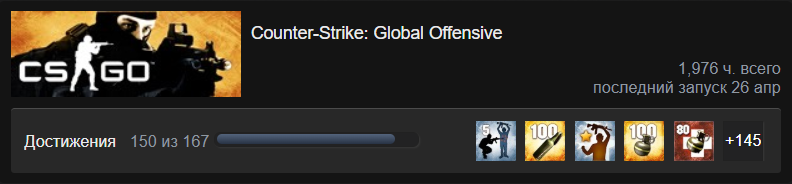 CS GO
Counter-Strike: Global Offensive
1,976 ч. всего
последний запуск 26 апр
Достижения 150 из 167
5
100
100
80
+145